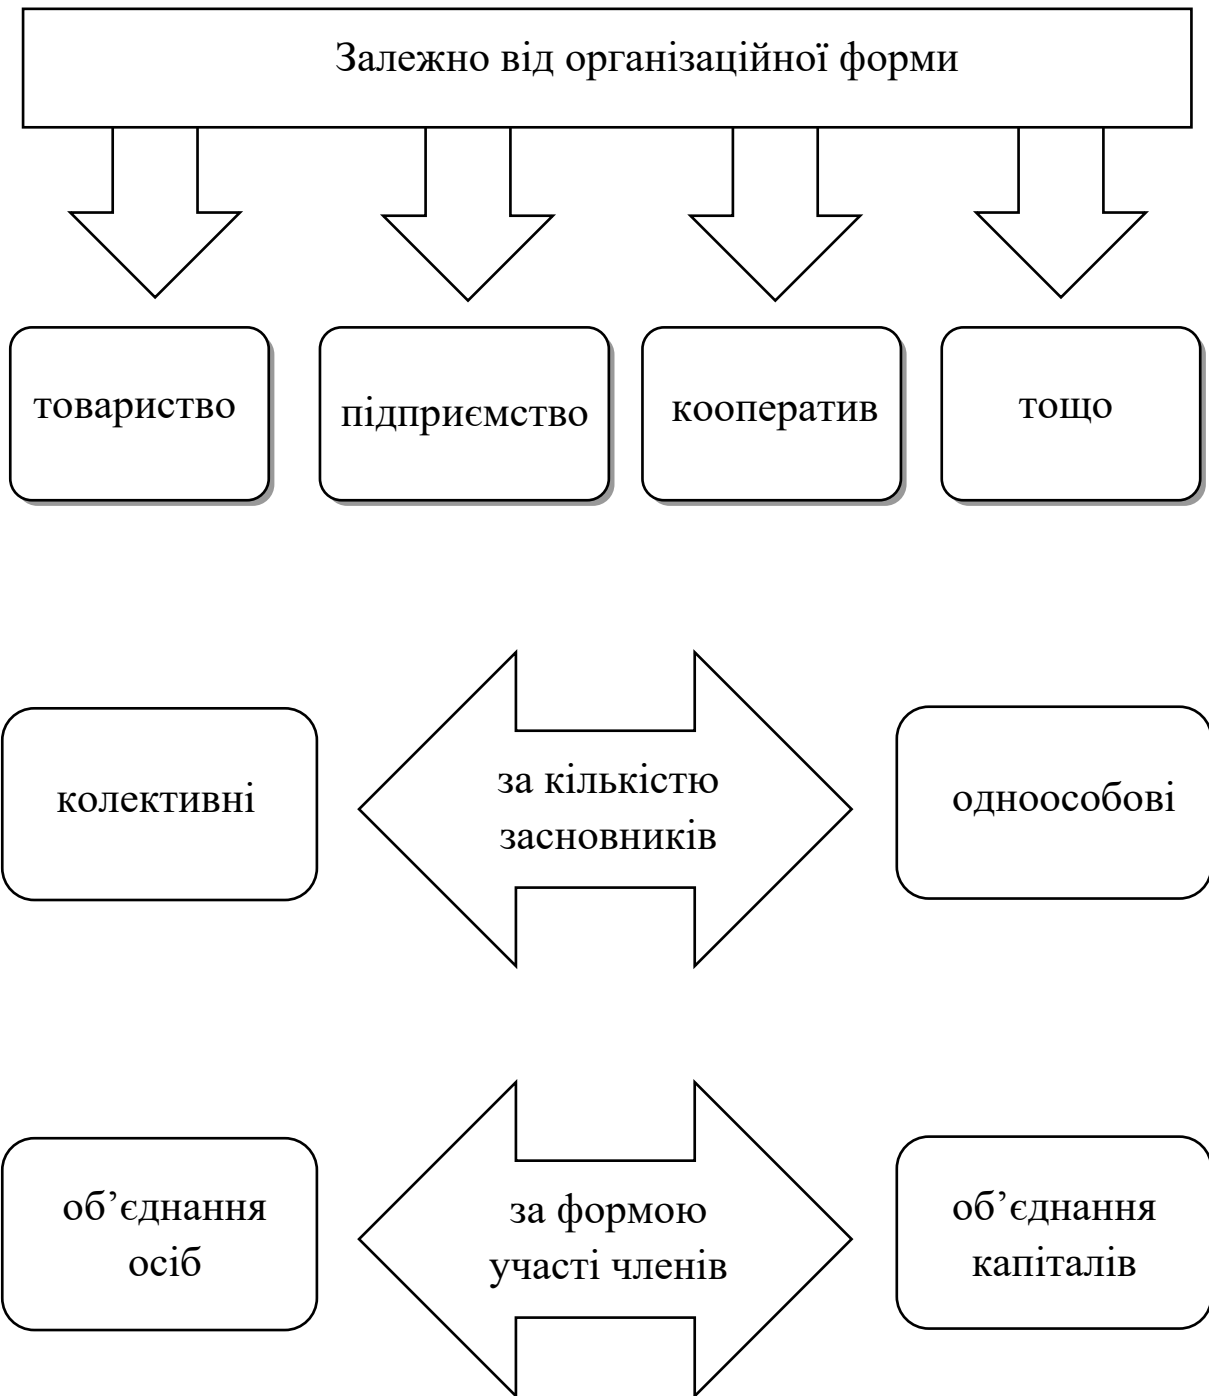 Залежно від організаційної форми
товариство
підприємство
кооператив
тощо
колективні
за кількістю
засновників
одноособові
об’єднання
осіб
за формою
участі членів
об’єднання
капіталів